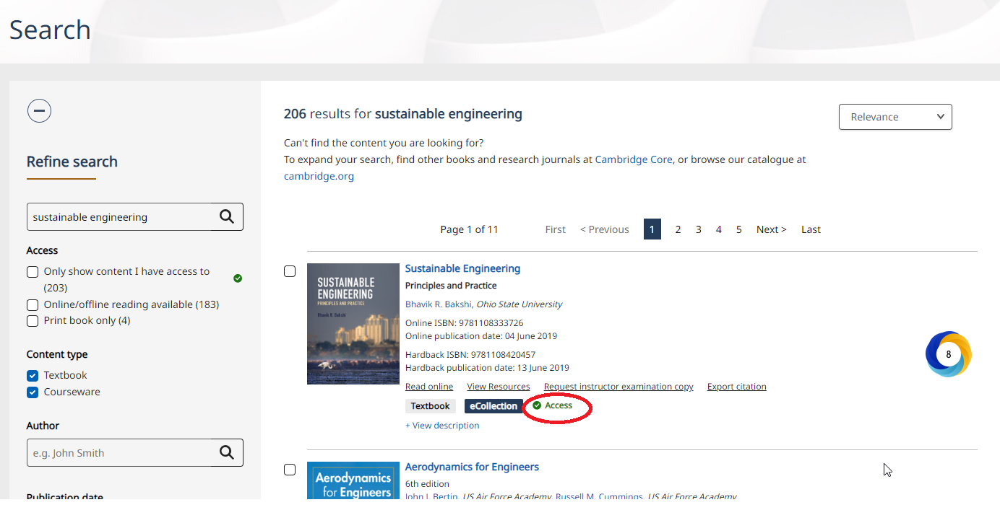 Search
Refine search
sustainable engineering
Access
Only show content I have access to
(203)
Online/offline reading available (183)
Print book only (4)
Content type
Textbook
Courseware
Author
e.g. John Smith
Publication date
206 results for sustainable engineering
Relevance
Can't find the content you are looking for?
To expand your search, find other books and research journals at Cambridge Core, or browse our catalogue at
cambridge.org
Page 1 of 11 First < Previous 1 2 3 4 5 Next > Last
SUSTAINABLE
ENGINEERING
PRINCIPLES AND PRACTICE
Bhavik R. Bakshi
Sustainable Engineering
Principles and Practice
Bhavik R. Bakshi, Ohio State University
Online ISBN: 9781108333726
Online publication date: 04 June 2019
Hardback ISBN: 9781108420457
Hardback publication date: 13 June 2019
Read online View Resources Request instructor examination copy Export citation
Textbook eCollection Access
+ View description
8
Aerodynamics
for Engineers
Aerodynamics for Engineers
6th edition
John J. Bertin, US Air Force Academy, Russell M. Cummings, US Air Force Academy